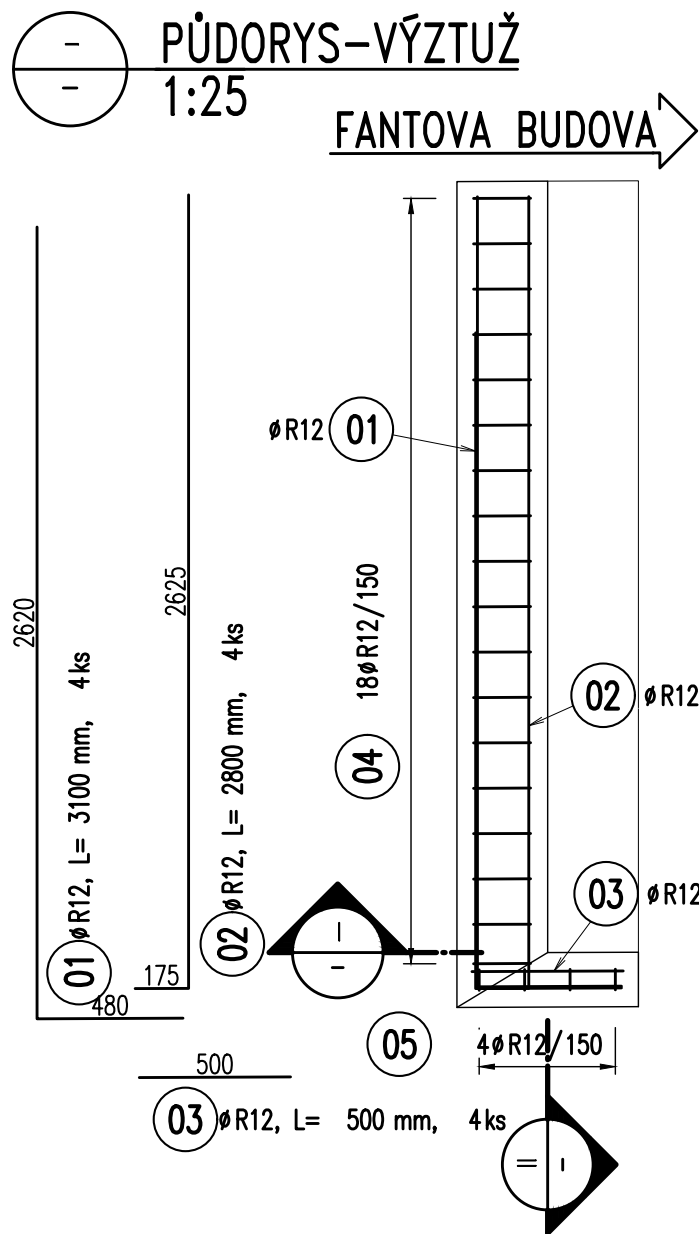 PŮDORYS-VÝZTUŽ
1:25
FANTOVA BUDOVA
øR12 01
2620
2625
01 øR12, L= 3100 mm, 4ks
02 øR12, L= 2800 mm, 4ks
04 18øR12/150
02 øR12
03 øR12
175
480
05 4øR12/150
500
03 øR12, L= 500 mm, 4ks